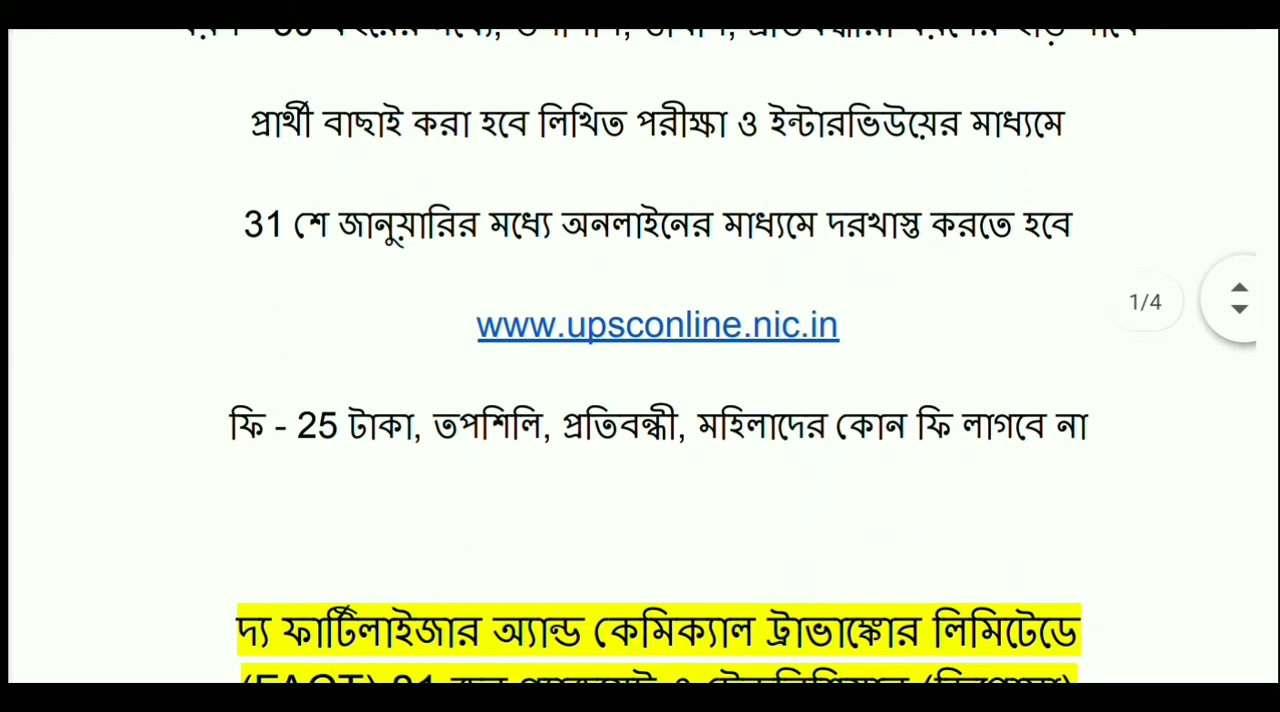 প্রার্থী বাছাই করা হবে লিখিত পরীক্ষা ও ইন্টারভিউয়ের মাধ্যমে
31 শে জানুয়ারির মধ্যে অনলাইনের মাধ্যমে দরখাস্ত করতে হবে
1/4
www.upsconline.nic.in
ফি - 25 টাকা, তপশিলি, প্রতিবন্ধী, মহিলাদের কোন ফি লাগবে না
দ্য ফার্টিলাইজার অ্যান্ড কেমিক্যাল ট্রাভাঙ্কোর লিমিটেডে